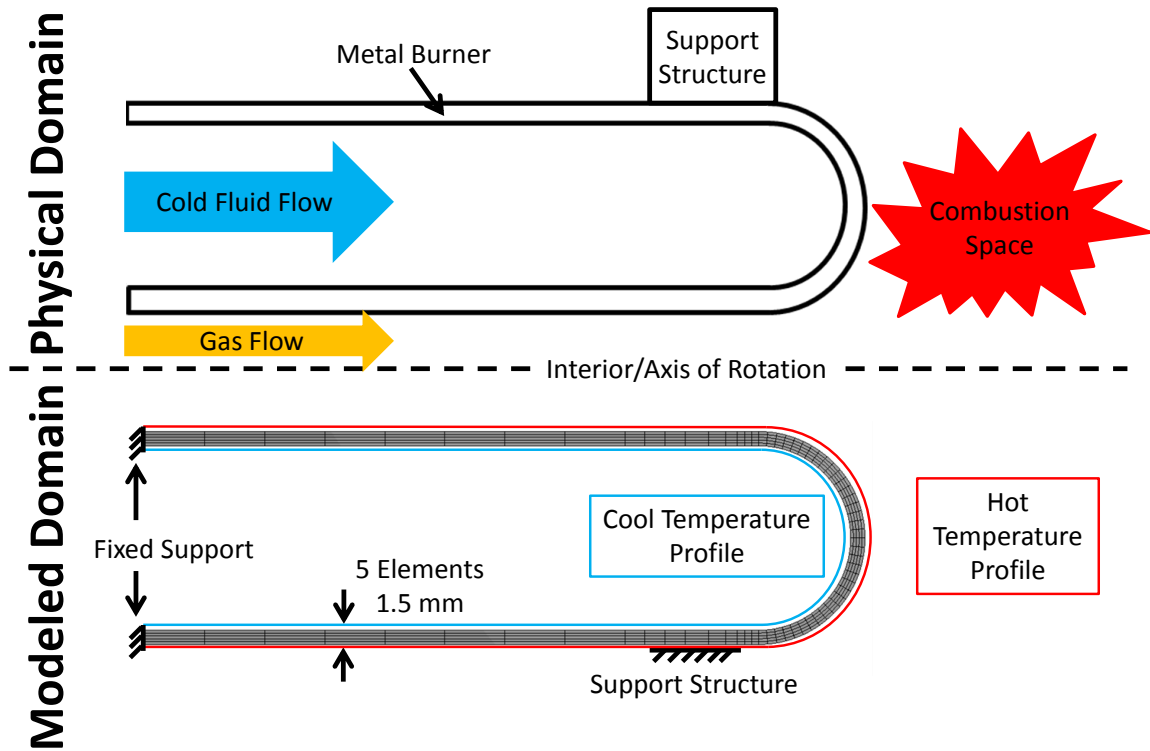 Physical Domain
Metal Burner
Support
Structure
Cold Fluid Flow
Combustion
Space
Gas Flow
Interior/Axis of Rotation
Modeled Domain
Fixed Support
5 Elements
1.5 mm
Cool Temperature
Profile
Hot
Temperature
Profile
Support Structure